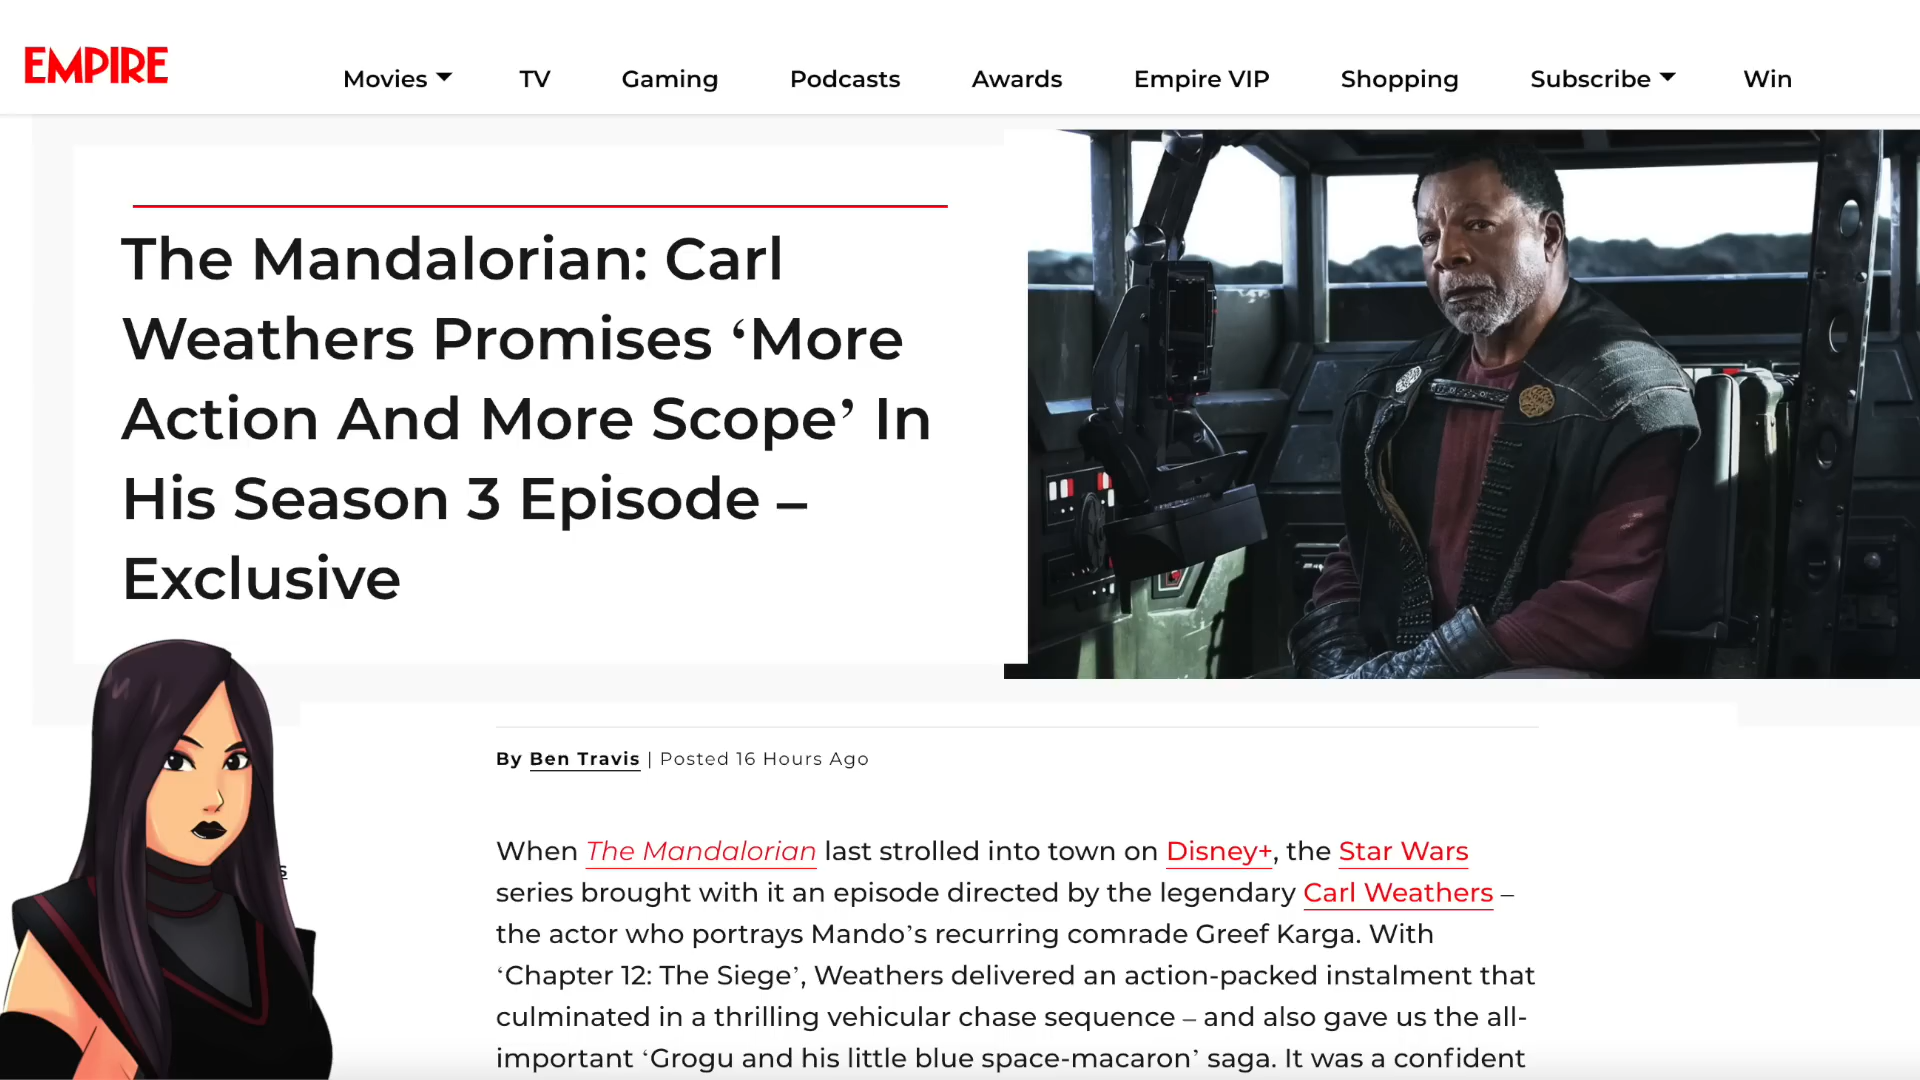 EMPIRE
Movies TV Gaming Podcasts Awards Empire VIP Shopping Subscribe Win
The Mandalorian: Carl
Weathers Promises ‘More
Action And More Scope’ In
His Season 3 Episode –
Exclusive
By Ben Travis | Posted 16 Hours Ago
When The Mandalorian last strolled into town on Disney+, the Star Wars
series brought with it an episode directed by the legendary Carl Weathers –
the actor who portrays Mando’s recurring comrade Greef Karga. With
‘Chapter 12: The Siege’, Weathers delivered an action-packed instalment that
culminated in a thrilling vehicular chase sequence – and also gave us the all-
important ‘Grogu and his little blue space-macaron’ saga. It was a confident